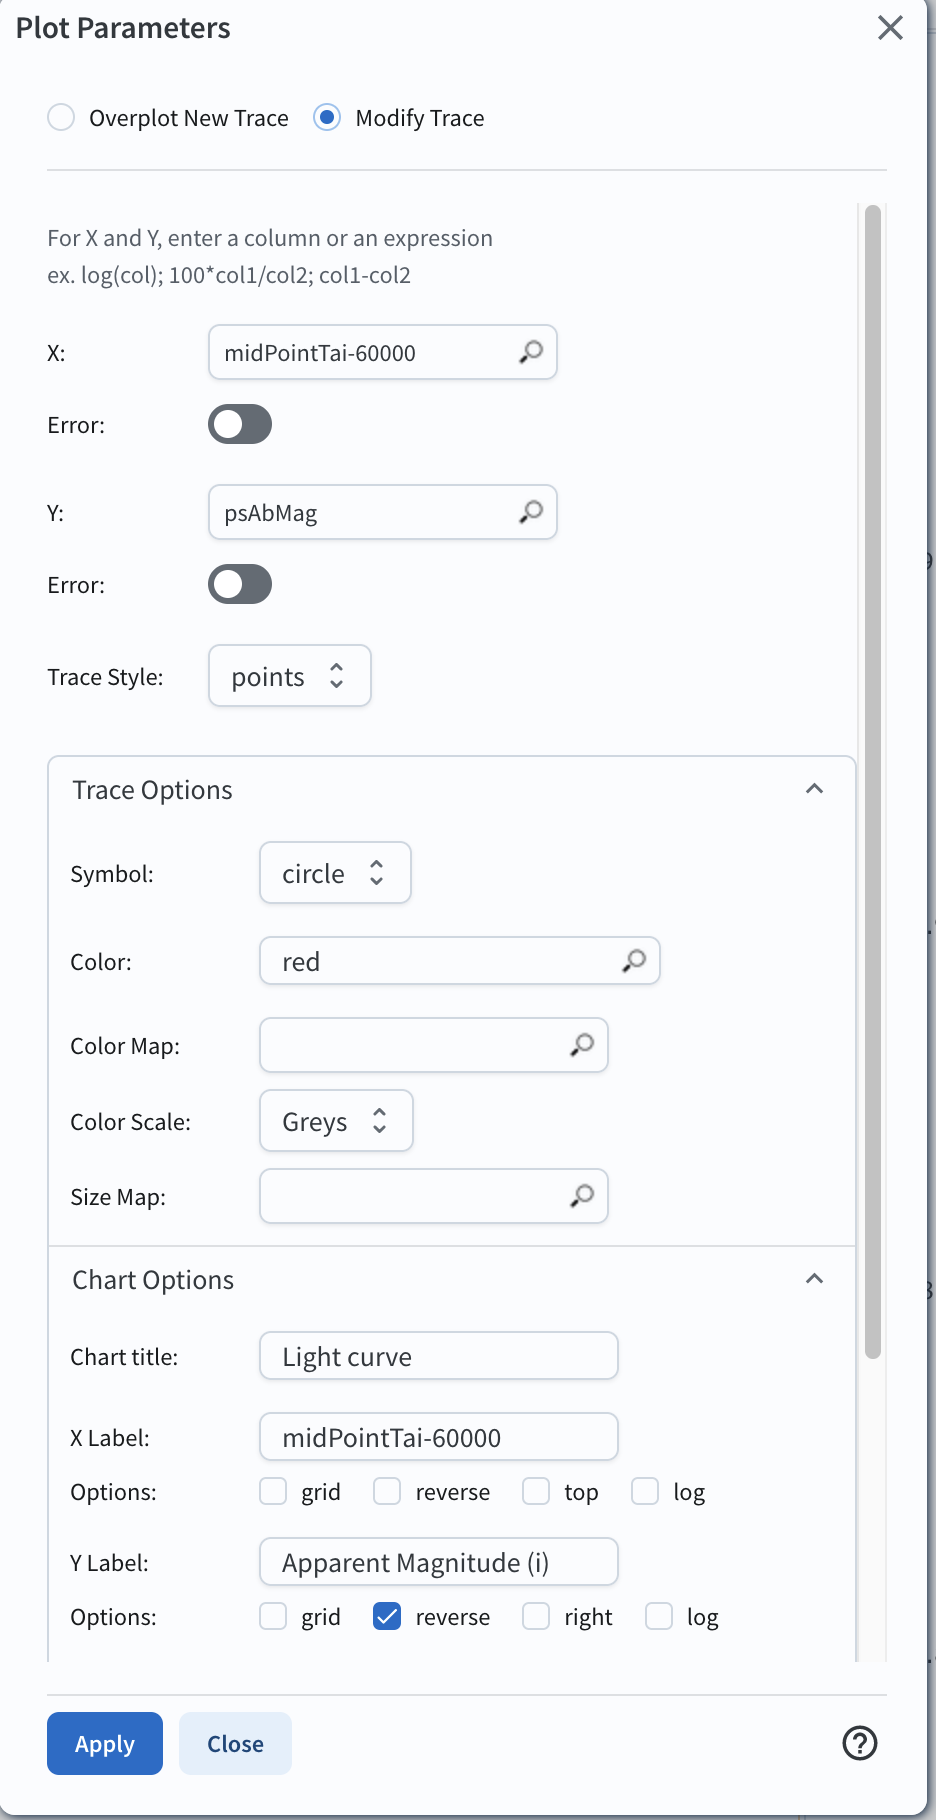 Plot Parameters
Overplot New Trace Modify Trace
For X and Y, enter a column or an expression
ex. log(col); 100*col1/col2; col1-col2
X: midPointTai-60000
Error:
Y: psAbMag
Error:
Trace Style: points
Trace Options
Symbol: circle
Color: red
Color Map:
Color Scale: Greys
Size Map:
Chart Options
Chart title: Light curve
X Label: midPointTai-60000
Options: grid reverse top log
Y Label: Apparent Magnitude (i)
Options: grid reverse right log
Apply Close